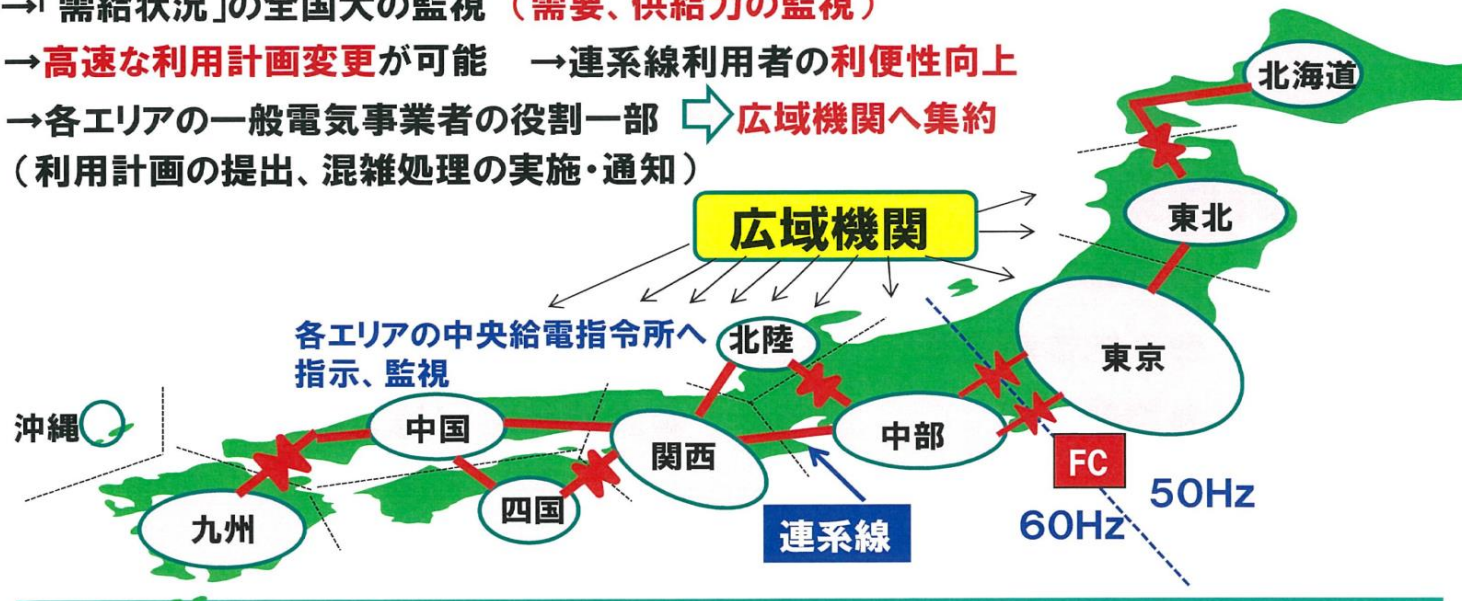 →「需給状況」の全国大の監視 （需要、供給力の監視）
→高速な利用計画変更が可能　→連系線利用者の利便性向上
→各エリアの一般電気事業者の役割一部 ⇨ 広域機関へ集約
（利用計画の提出、混雑処理の実施・通知）
北海道
東北
広域機関
各エリアの中央給電指令所へ
指示、監視
北陸
東京
沖縄
中国
関西
中部
FC
50Hz
60Hz
四国
九州
連系線